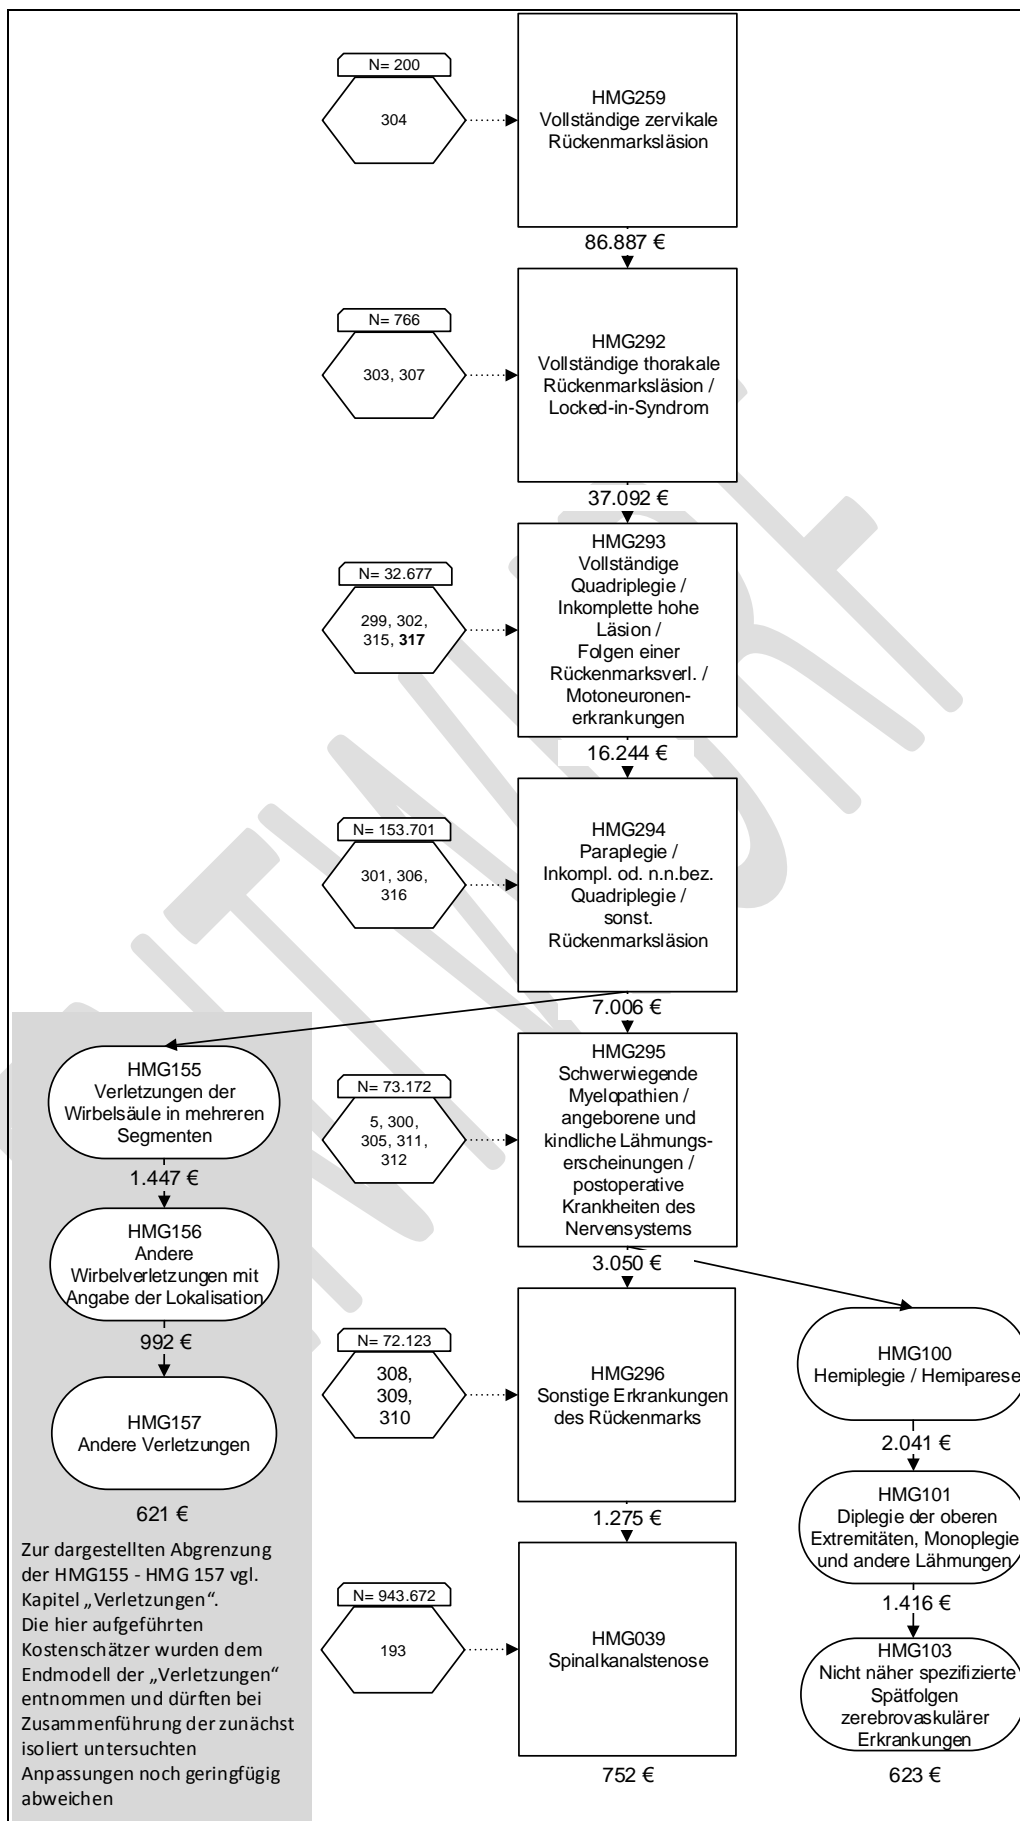 N= 200
304
HMG259
Vollständige zervikale
Rückenmarksläsion
86.887 €
N= 766
303, 307
HMG292
Vollständige thorakale
Rückenmarksläsion /
Locked-in-Syndrom
37.092 €
N= 32.677
299, 302,
315, 317
HMG293
Vollständige
Quadriplegie /
Inkomplette hohe
Läsion /
Folgen einer
Rückenmarksverl. /
Motoneuronen-
erkrankungen
16.244 €
N= 153.701
301, 306,
316
HMG294
Paraplegie /
Inkompl. od. n.n.bez.
Quadriplegie /
sonst.
Rückenmarksläsion
7.006 €
HMG155
Verletzungen der
Wirbelsäule in mehreren
Segmenten
1.447 €
HMG156
Andere
Wirbelverletzungen mit
Angabe der Lokalisation
992 €
HMG157
Andere Verletzungen
621 €
Zur dargestellten Abgrenzung
der HMG155 - HMG 157 vgl.
Kapitel „Verletzungen“.
Die hier aufgeführten
Kostenschätzer wurden dem
Endmodell der „Verletzungen“
entnommen und dürften bei
Zusammenführung der zunächst
isoliert untersuchten
Anpassungen noch geringfügig
abweichen
N= 73.172
5, 300,
305, 311,
312
HMG295
Schwerwiegende
Myelopathien /
angeborene und
kindliche Lähmungs-
erscheinungen /
postoperative
Krankheiten des
Nervensystems
3.050 €
N= 72.123
308,
309,
310
HMG296
Sonstige Erkrankungen
des Rückenmarks
1.275 €
N= 943.672
193
HMG039
Spinalkanalstenose
752 €
HMG100
Hemiplegie / Hemiparese
2.041 €
HMG101
Diplegie der oberen
Extremitäten, Monoplegie
und andere Lähmungen
1.416 €
HMG103
Nicht näher spezifizierte
Spätfolgen
zerebrovaskulärer
Erkrankungen
623 €
ENTWURF